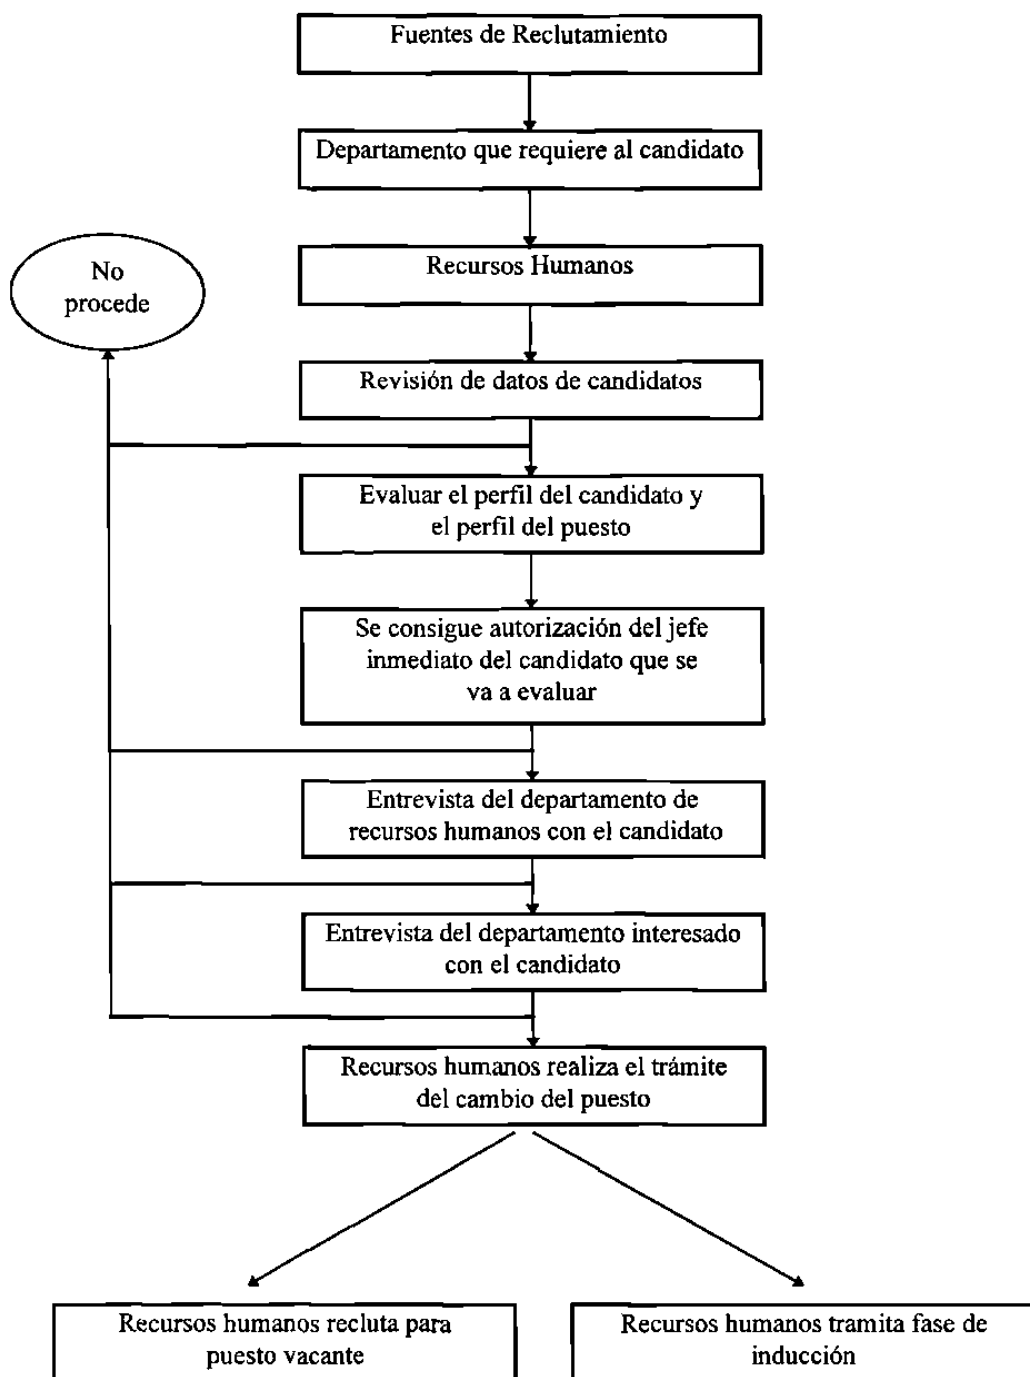 Fuentes de Reclutamiento
Departamento que requiere al candidato
Recursos Humanos
No
procede
Revisión de datos de candidatos
Evaluar el perfil del candidato y
el perfil del puesto
Se consigue autorización del jefe
inmediato del candidato que se
va a evaluar
Entrevista del departamento de
recursos humanos con el candidato
Entrevista del departamento interesado
con el candidato
Recursos humanos realiza el trámite
del cambio del puesto
Recursos humanos recluta para
puesto vacante
Recursos humanos tramita fase de
inducción